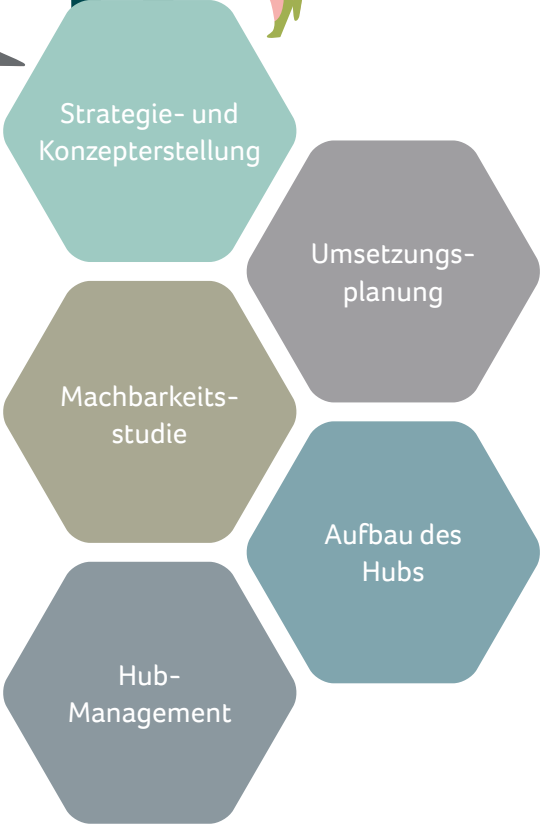 Strategie- und
Konzepterstellung
Umsetzungs-
planung
Machbarkeits-
studie
Aufbau des
Hubs
Hub-
Management